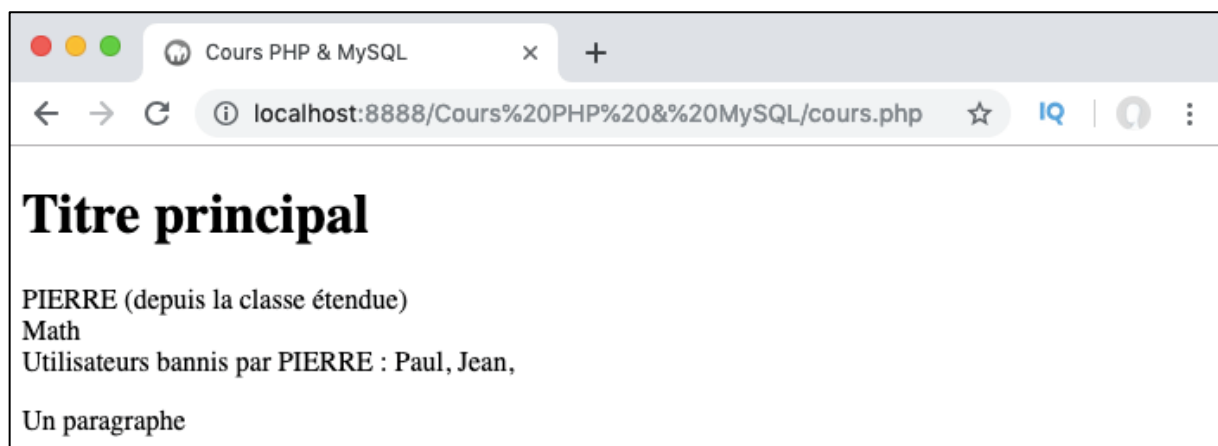 Cours PHP & MySQL
localhost:8888/Cours%20PHP%20&%20MySQL/cours.php
IQ
Titre principal
PIERRE (depuis la classe étendue)
Math
Utilisateurs bannis par PIERRE : Paul, Jean,
Un paragraphe